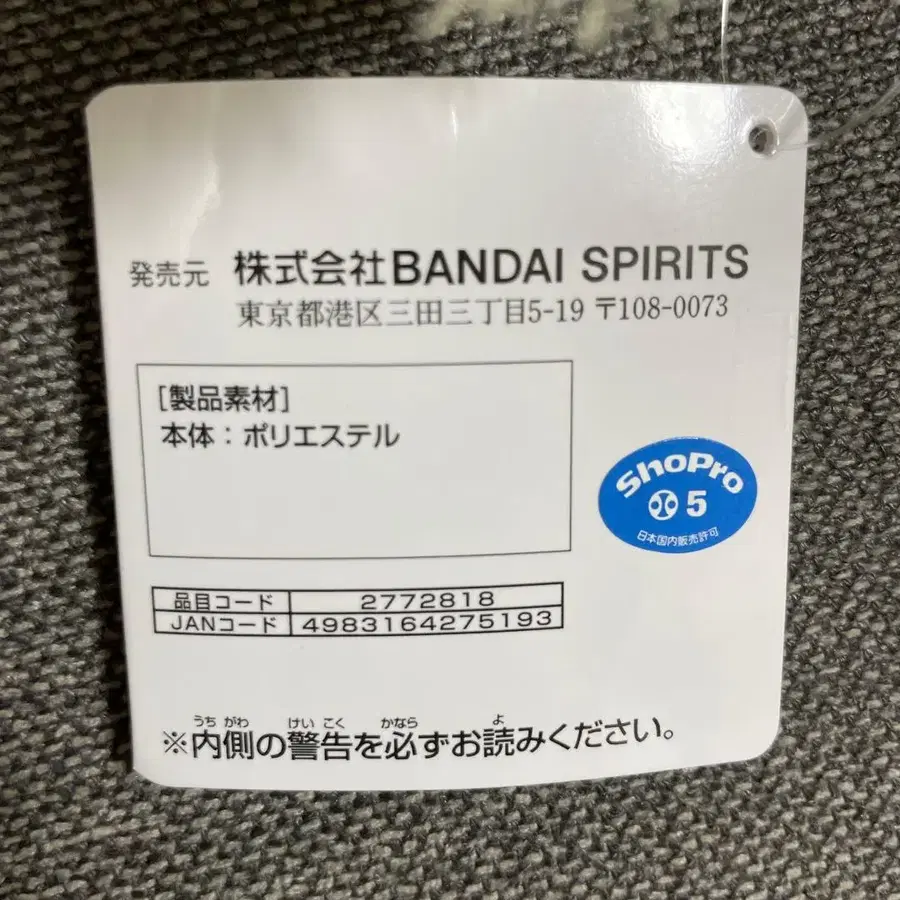 発売元 株式会社BANDAI SPIRITS
東京都港区三田三丁目5-19 〒108-0073
[製品素材]
本体：ポリエステル
ShoPro
小 5
日本国内販売許可
品目コード 2772818
JANコード 4983164275193
うち がわ けい こく かなら よ
※内側の警告を必ずお読みください。